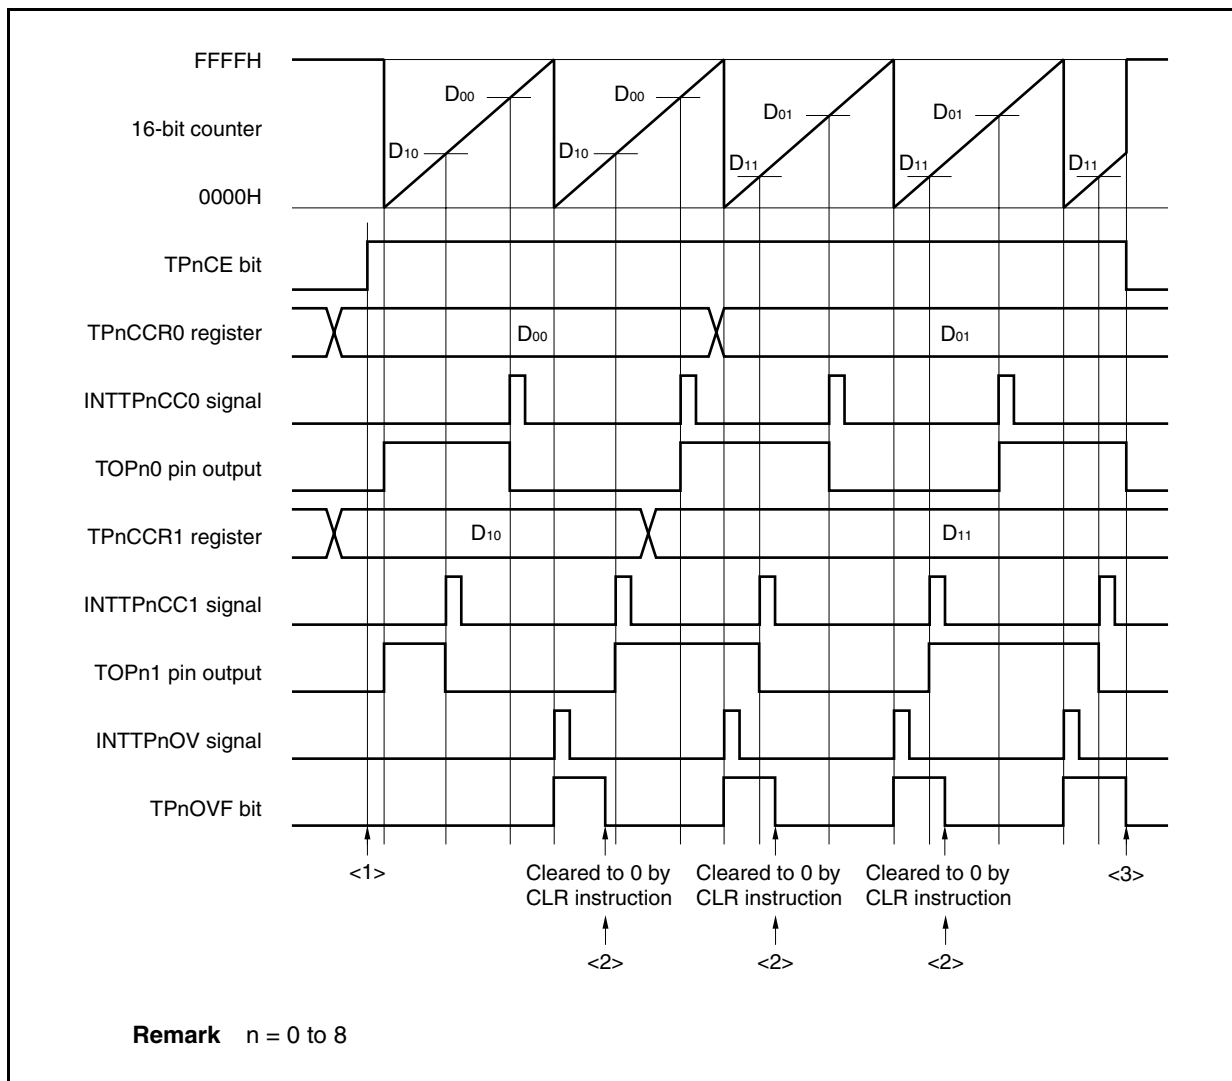 FFFFH
16-bit counter
0000H
D00
D10
D00
D10
D01
D11
D01
D11
D11
TPnCE bit
TPnCCR0 register
D00
D01
INTTPnCC0 signal
TOPn0 pin output
TPnCCR1 register
D10
D11
INTTPnCC1 signal
TOPn1 pin output
INTTPnOV signal
TPnOVF bit
<1>
Cleared to 0 by
CLR instruction
<2>
Cleared to 0 by
CLR instruction
<2>
Cleared to 0 by
CLR instruction
<2>
<3>
Remark n = 0 to 8